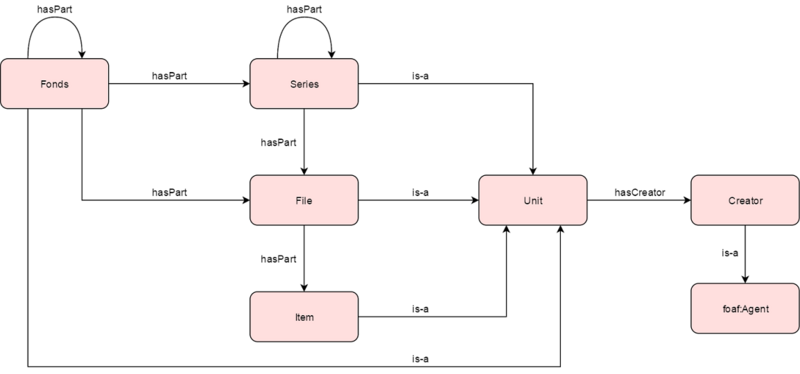 hasPart
hasPart
Fonds
hasPart
Series
is-a
hasPart
hasPart
File
is-a
Unit
hasCreator
Creator
hasPart
is-a
Item
is-a
foaf:Agent
is-a